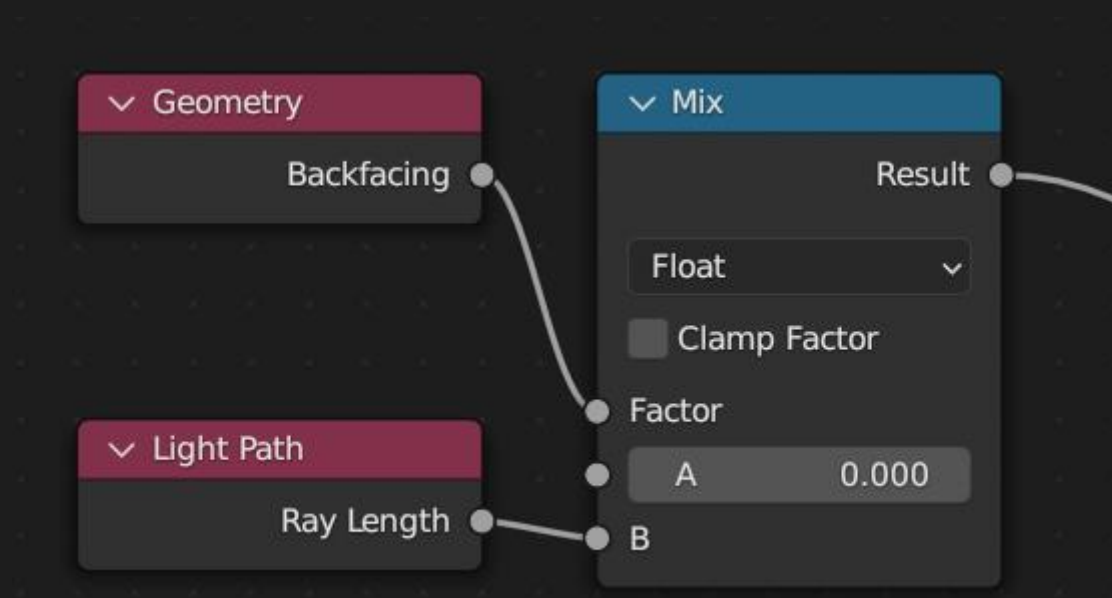 Geometry
Backfacing
Light Path
Ray Length
Mix
Result
Float
Clamp Factor
Factor
A 0.000
B